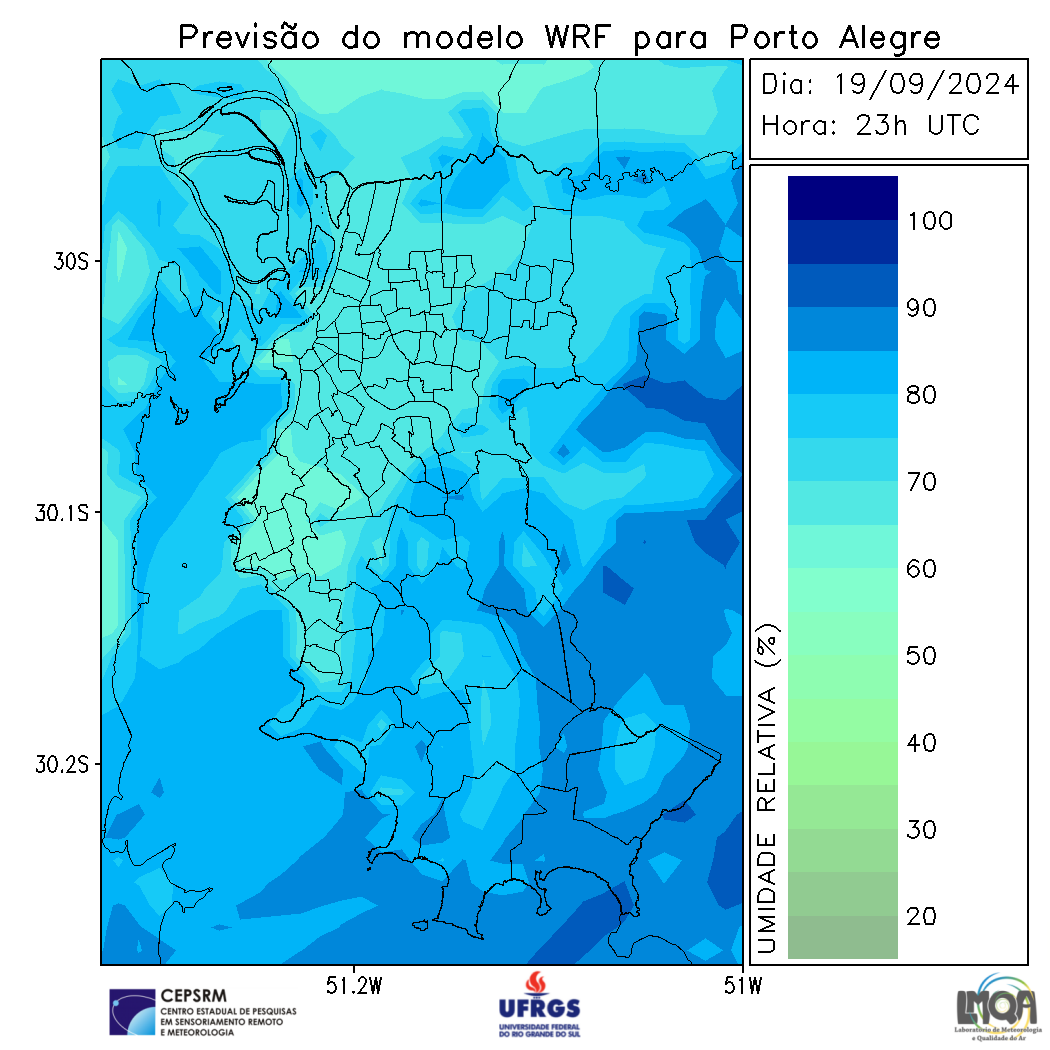 Previsão do modelo WRF para Porto Alegre
Dia: 19/09/2024
Hora: 23h UTC
30S
30.1S
30.2S
51.2W
51W
100
90
80
70
60
50
40
30
20
UMIDADE RELATIVA (%)
CEPSRM
CENTRO ESTADUAL DE PESQUISAS
EM SENSORIAMENTO REMOTO
E METEOROLOGIA
UFRGS
UNIVERSIDADE FEDERAL
DO RIO GRANDE DO SUL
LMQA
Laboratório de Meteorologia
e Qualidade do Ar